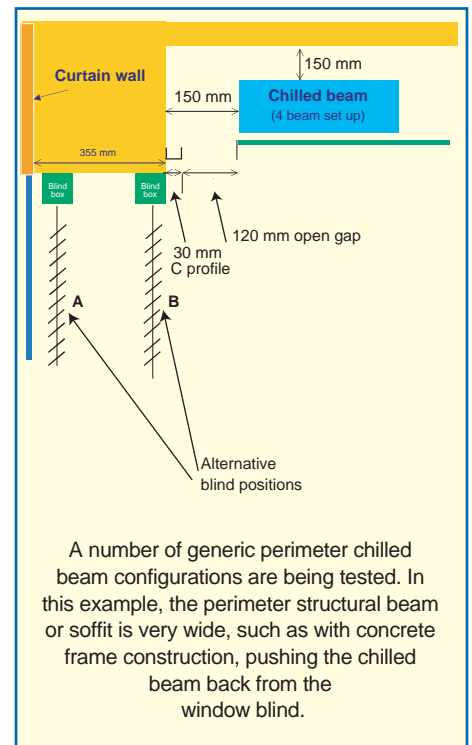 150 mm
Curtain wall
150 mm
Chilled beam
(4 beam set up)
355 mm
Blind
box
Blind
box
120 mm open gap
30 mm
C profile
A
B
Alternative
blind positions
A number of generic perimeter chilled
beam configurations are being tested. In
this example, the perimeter structural beam
or soffit is very wide, such as with concrete
frame construction, pushing the chilled
beam back from the
window blind.